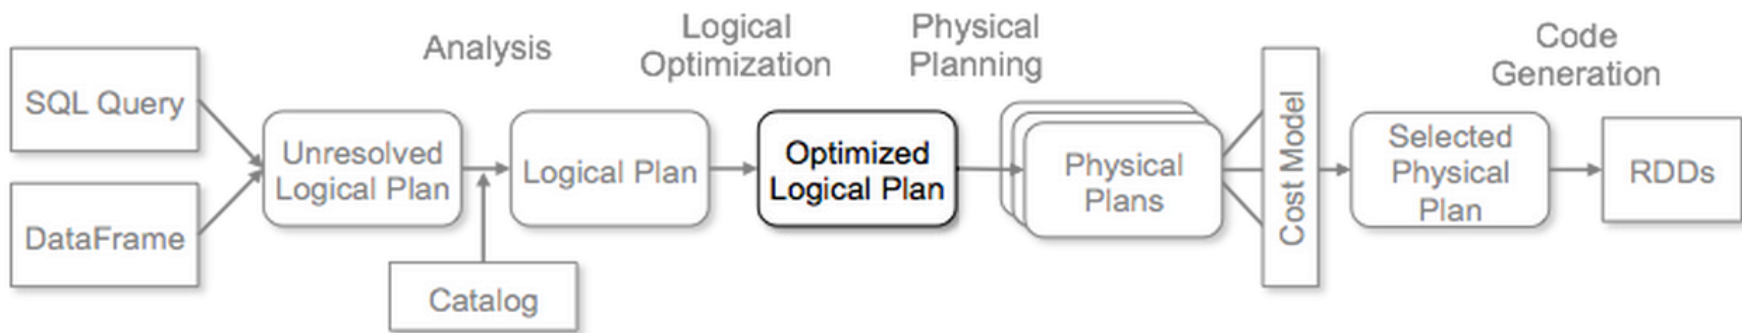 Analysis
Logical
Optimization
Physical
Planning
Code
Generation
SQL Query
DataFrame
Unresolved
Logical Plan
Catalog
Logical Plan
Optimized
Logical Plan
Physical
Plans
Cost Model
Selected
Physical
Plan
RDDs